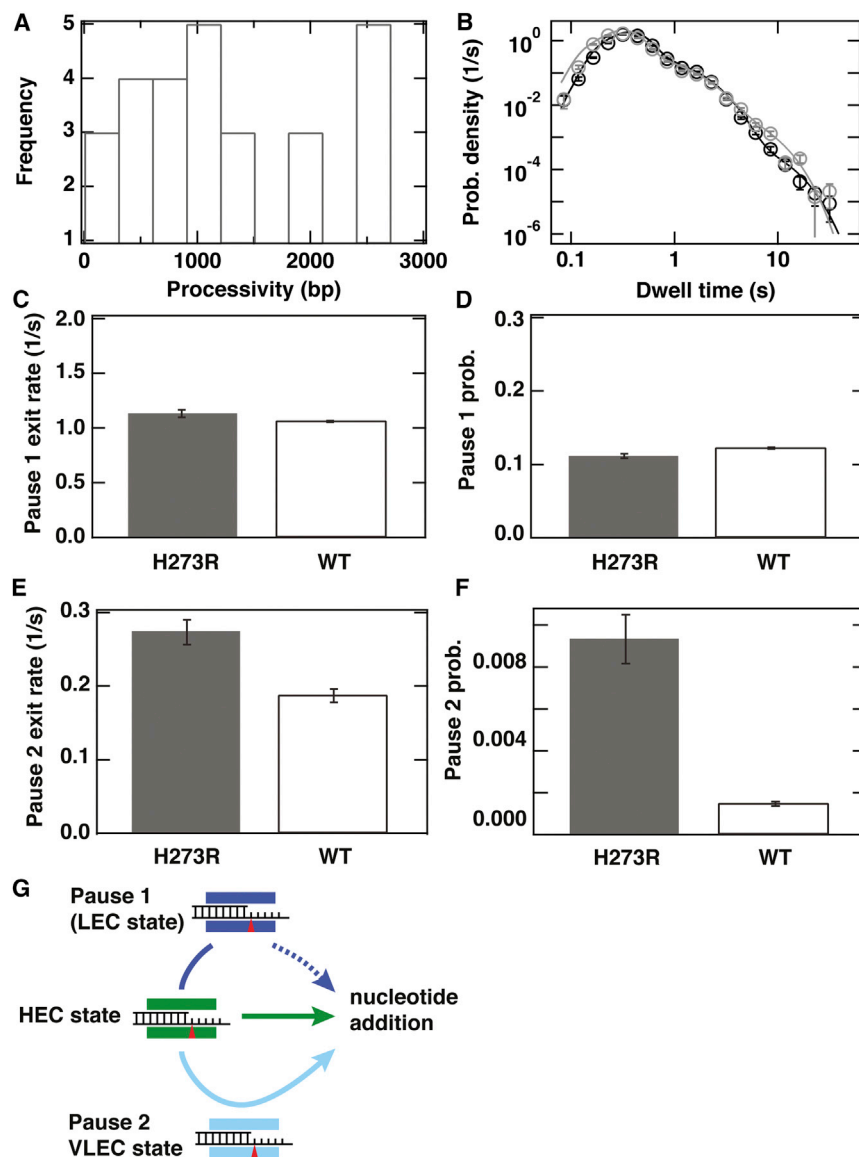 A
Frequency
5
4
3
2
1
0
1000
2000
3000
Processivity (bp)
B
Prob. density (1/s)
10^0
10^-2
10^-4
10^-6
0.1
1
10
Dwell time (s)
C
Pause 1 exit rate (1/s)
2.0
1.5
1.0
0.5
0.0
H273R
WT
D
Pause 1 prob.
0.3
0.2
0.1
0.0
H273R
WT
E
Pause 2 exit rate (1/s)
0.3
0.2
0.1
0.0
H273R
WT
F
Pause 2 prob.
0.008
0.004
0.000
H273R
WT
G
Pause 1
(LEC state)
HEC state
nucleotide
addition
Pause 2
VLEC state